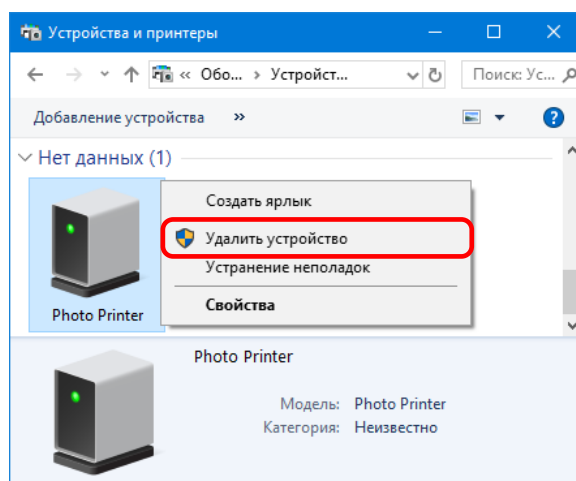 Устройства и принтеры
« Обо... > Устройст...
Поиск: Ус...
Добавление устройства »
Нет данных (1)
Photo Printer
Создать ярлык
Удалить устройство
Устранение неполадок
Свойства
Photo Printer
Модель: Photo Printer
Категория: Неизвестно